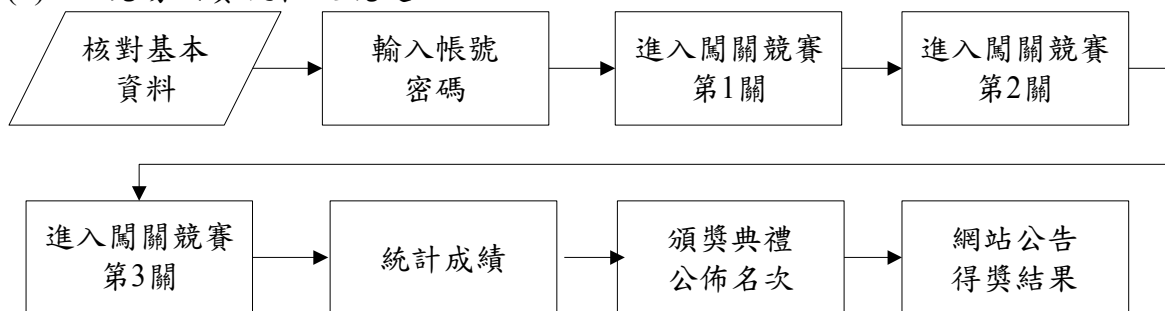 核對基本
資料
輸入帳號
密碼
進入闖關競賽
第1關
進入闖關競賽
第2關
進入闖關競賽
第3關
統計成績
頒獎典禮
公佈名次
網站公告
得獎結果